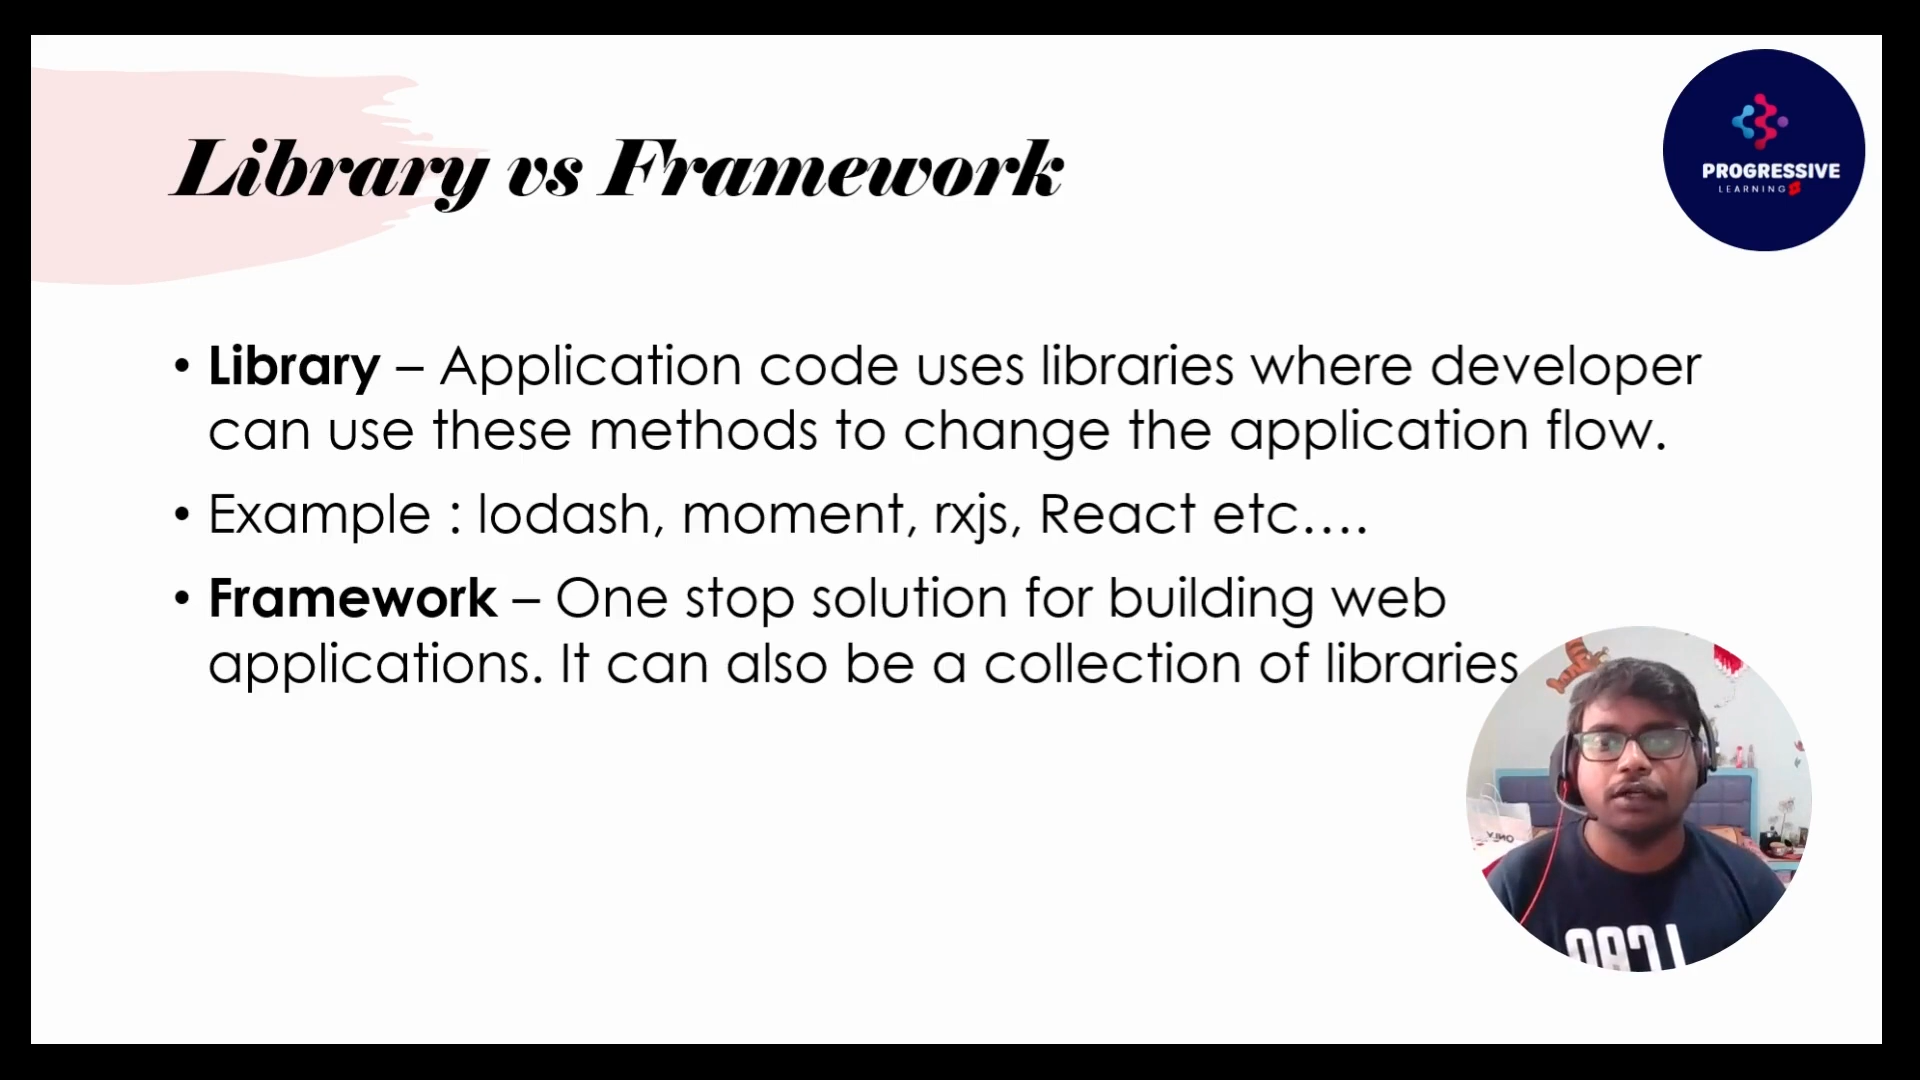 Library vs Framework
PROGRESSIVE
LEARNING
• Library – Application code uses libraries where developer
can use these methods to change the application flow.
• Example : lodash, moment, rxjs, React etc....
• Framework – One stop solution for building web
applications. It can also be a collection of libraries
ONLY